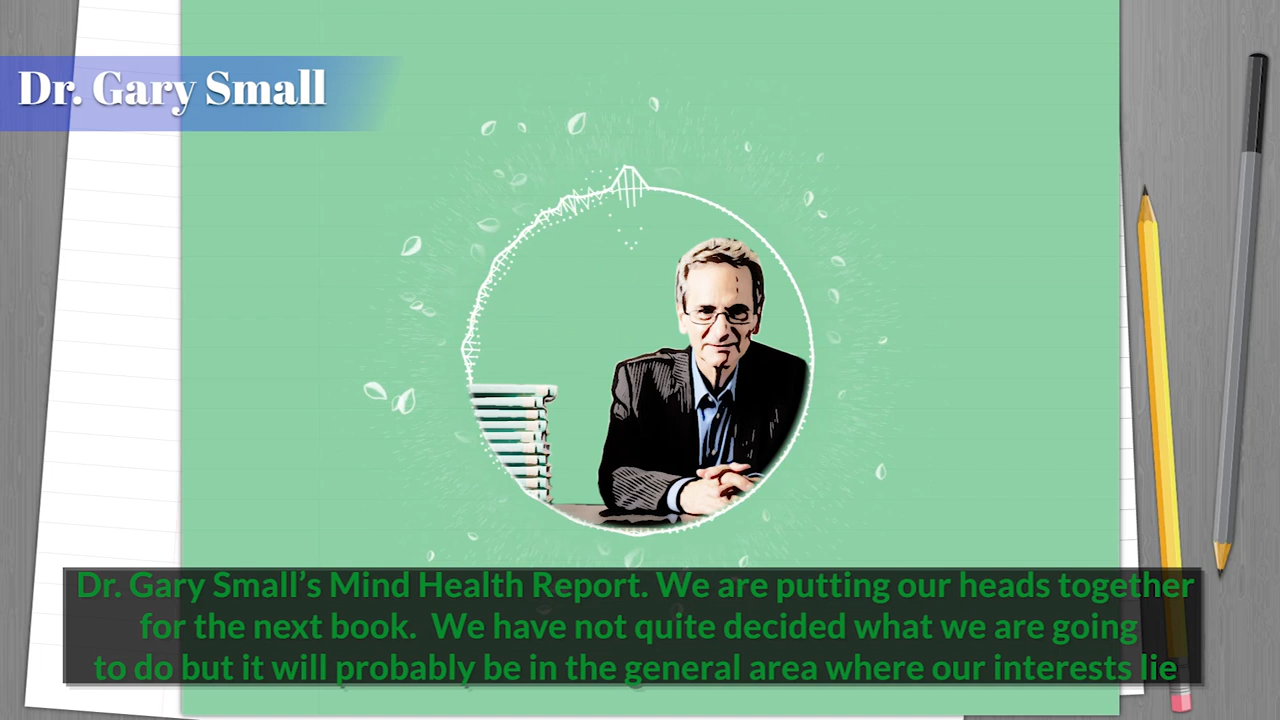 Dr. Gary Small
Dr. Gary Small’s Mind Health Report. We are putting our heads together
for the next book.  We have not quite decided what we are going
to do but it will probably be in the general area where our interests lie